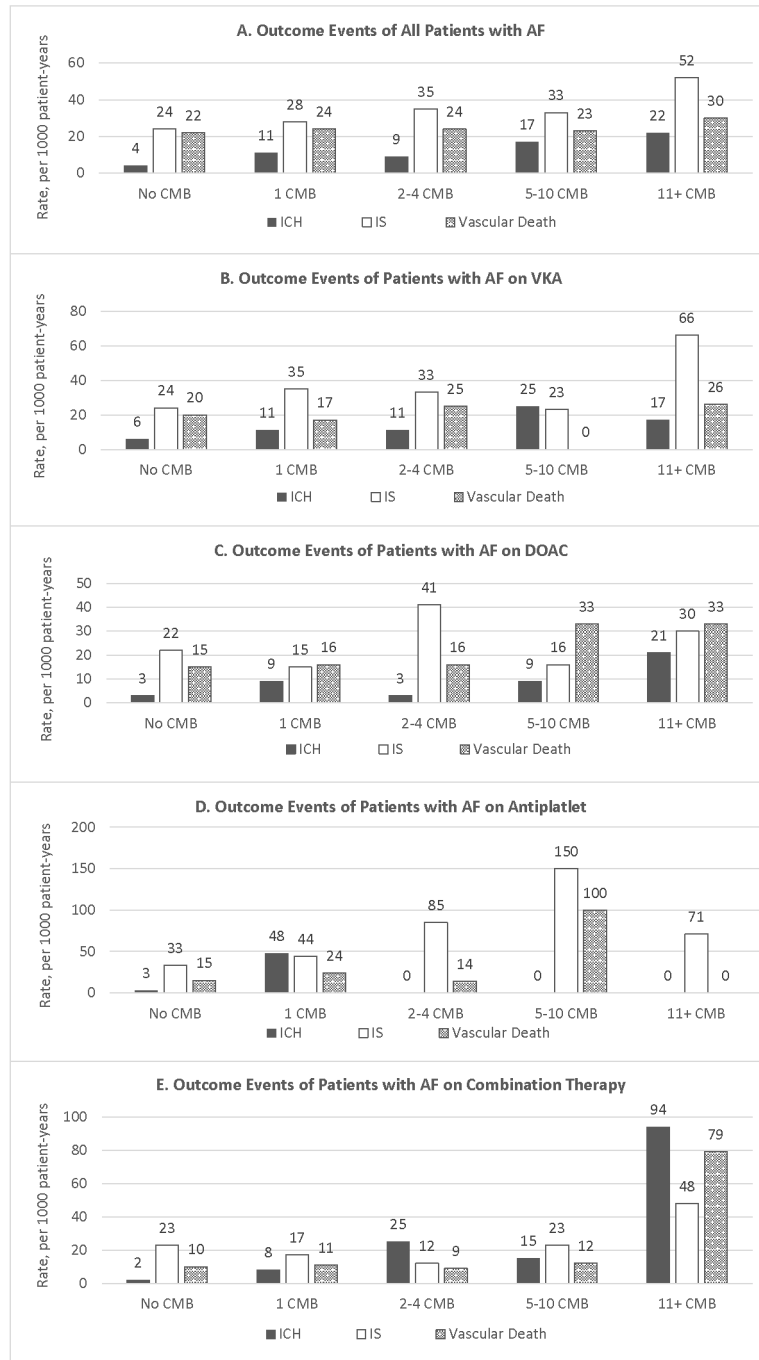 A. Outcome Events of All Patients with AF
Rate, per 1000 patient-years
60
40
20
0
4
24
22
11
28
24
9
35
24
17
33
23
22
52
30
No CMB
1 CMB
2-4 CMB
5-10 CMB
11+ CMB
ICH
IS
Vascular Death
B. Outcome Events of Patients with AF on VKA
Rate, per 1000 patient-years
80
60
40
20
0
6
24
20
11
35
17
11
33
25
25
23
0
17
66
26
No CMB
1 CMB
2-4 CMB
5-10 CMB
11+ CMB
ICH
IS
Vascular Death
C. Outcome Events of Patients with AF on DOAC
Rate, per 1000 patient-years
50
40
30
20
10
0
3
22
15
9
15
16
3
41
16
9
16
33
21
30
33
No CMB
1 CMB
2-4 CMB
5-10 CMB
11+ CMB
ICH
IS
Vascular Death
D. Outcome Events of Patients with AF on Antiplatlet
Rate, per 1000 patient-years
200
150
100
50
0
3
33
15
48
44
24
0
85
14
0
150
100
0
71
0
No CMB
1 CMB
2-4 CMB
5-10 CMB
11+ CMB
ICH
IS
Vascular Death
E. Outcome Events of Patients with AF on Combination Therapy
Rate, per 1000 patient-years
100
80
60
40
20
0
2
23
10
8
17
11
25
12
9
15
23
12
94
48
79
No CMB
1 CMB
2-4 CMB
5-10 CMB
11+ CMB
ICH
IS
Vascular Death